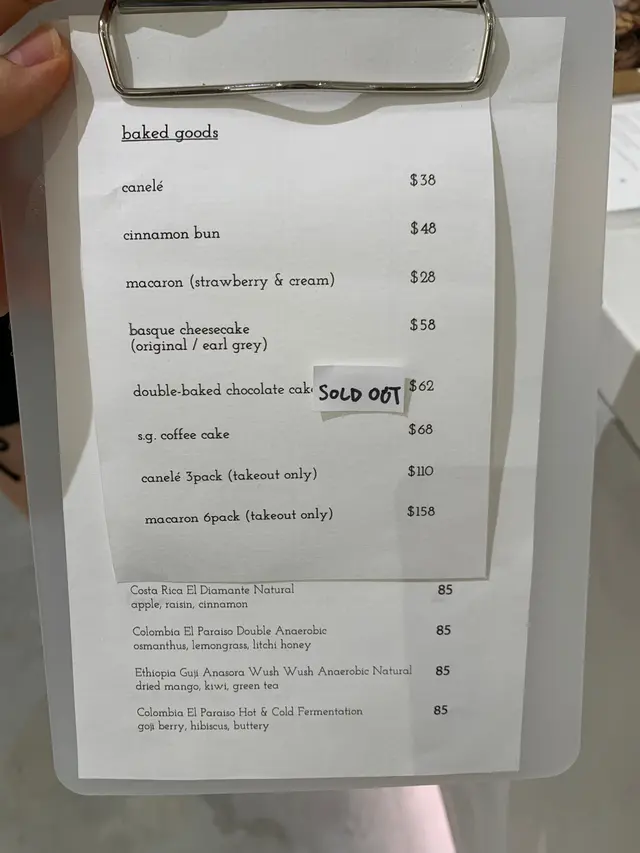 baked goods
canelé $38
cinnamon bun $48
macaron (strawberry & cream) $28
basque cheesecake $58
(original / earl grey)
double-baked chocolate SOLD OUT $62
s.g. coffee cake $68
canelé 3pack (takeout only) $110
macaron 6pack (takeout only) $158
Costa Rica El Diamante Natural 85
apple, raisin, cinnamon
Colombia El Paraiso Double Anaerobic 85
osmanthus, lemongrass, litchi honey
Ethiopia Guji Anasora Wush Wush Anaerobic Natural 85
dried mango, kiwi, green tea
Colombia El Paraiso Hot & Cold Fermentation 85
goji berry, hibiscus, buttery